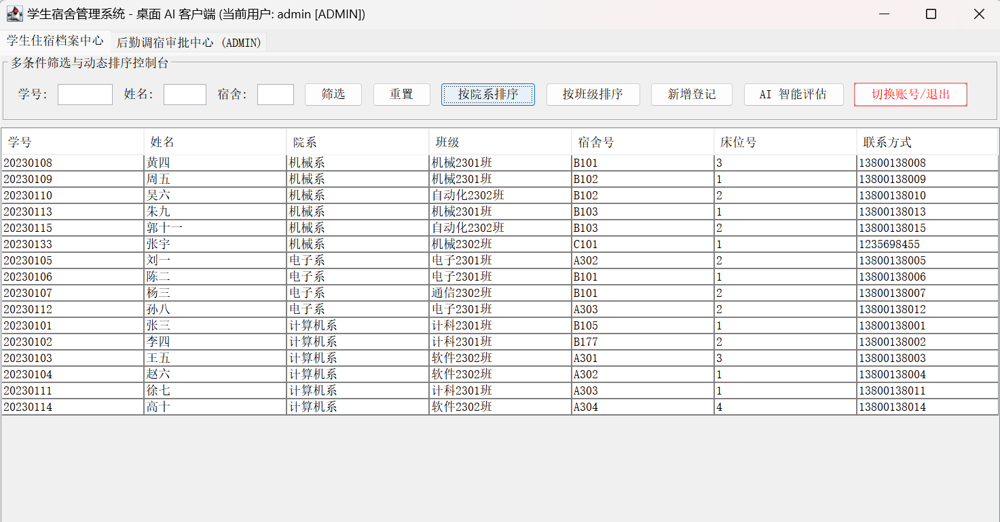 学生宿舍管理系统 - 桌面 AI 客户端 (当前用户: admin [ADMIN])
学生住宿档案中心 后勤调宿审批中心 (ADMIN)
多条件筛选与动态排序控制台
学号: 姓名: 宿舍: 筛选 重置 按院系排序 按班级排序 新增登记 AI 智能评估 切换账号/退出
学号 姓名 院系 班级 宿舍号 床位号 联系方式
20230108 黄四 机械系 机械2301班 B101 3 13800138008
20230109 周五 机械系 机械2301班 B102 1 13800138009
20230110 吴六 机械系 自动化2302班 B102 2 13800138010
20230113 朱九 机械系 机械2301班 B103 1 13800138013
20230115 郭十一 机械系 自动化2302班 B103 2 13800138015
20230133 张宇 机械系 机械2302班 C101 1 1235698455
20230105 刘一 电子系 电子2301班 A302 2 13800138005
20230106 陈二 电子系 电子2301班 B101 1 13800138006
20230107 杨三 电子系 通信2302班 B101 2 13800138007
20230112 孙八 电子系 电子2301班 A303 2 13800138012
20230101 张三 计算机系 计科2301班 B105 1 13800138001
20230102 李四 计算机系 计科2301班 B177 2 13800138002
20230103 王五 计算机系 软件2302班 A301 3 13800138003
20230104 赵六 计算机系 软件2302班 A302 1 13800138004
20230111 徐七 计算机系 计科2301班 A303 1 13800138011
20230114 高十 计算机系 软件2302班 A304 4 13800138014